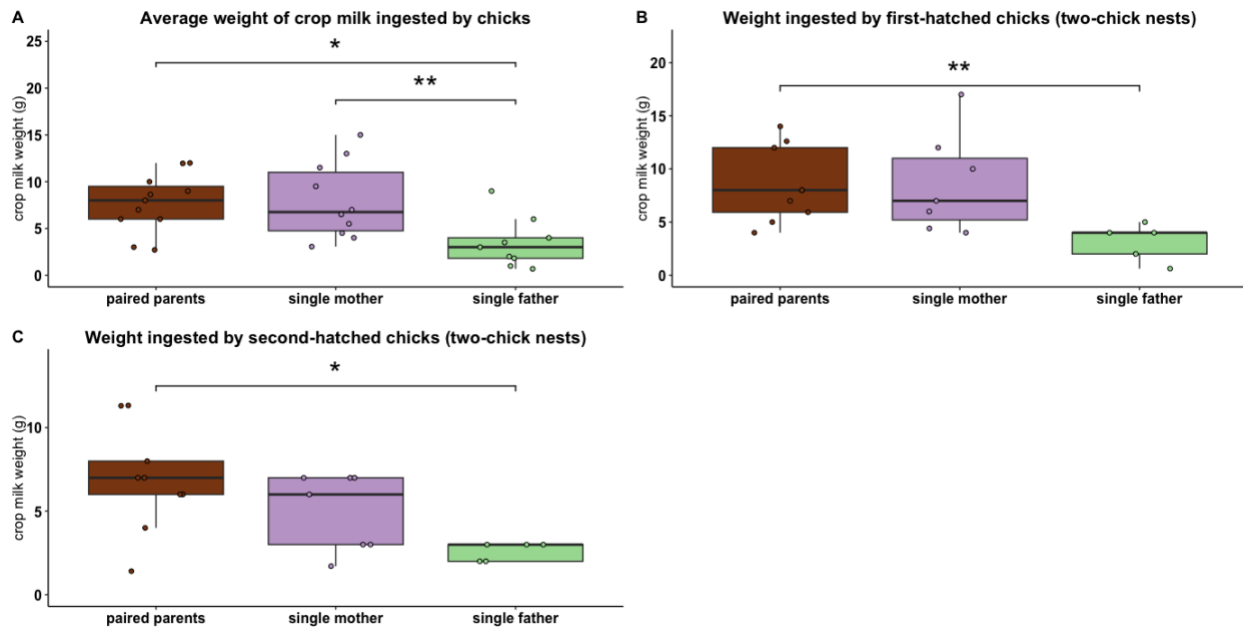 A
Average weight of crop milk ingested by chicks
crop milk weight (g)
25
20
15
10
5
0
*
**
paired parents
single mother
single father
B
Weight ingested by first-hatched chicks (two-chick nests)
crop milk weight (g)
20
15
10
5
0
**
paired parents
single mother
single father
C
Weight ingested by second-hatched chicks (two-chick nests)
crop milk weight (g)
10
5
0
*
paired parents
single mother
single father